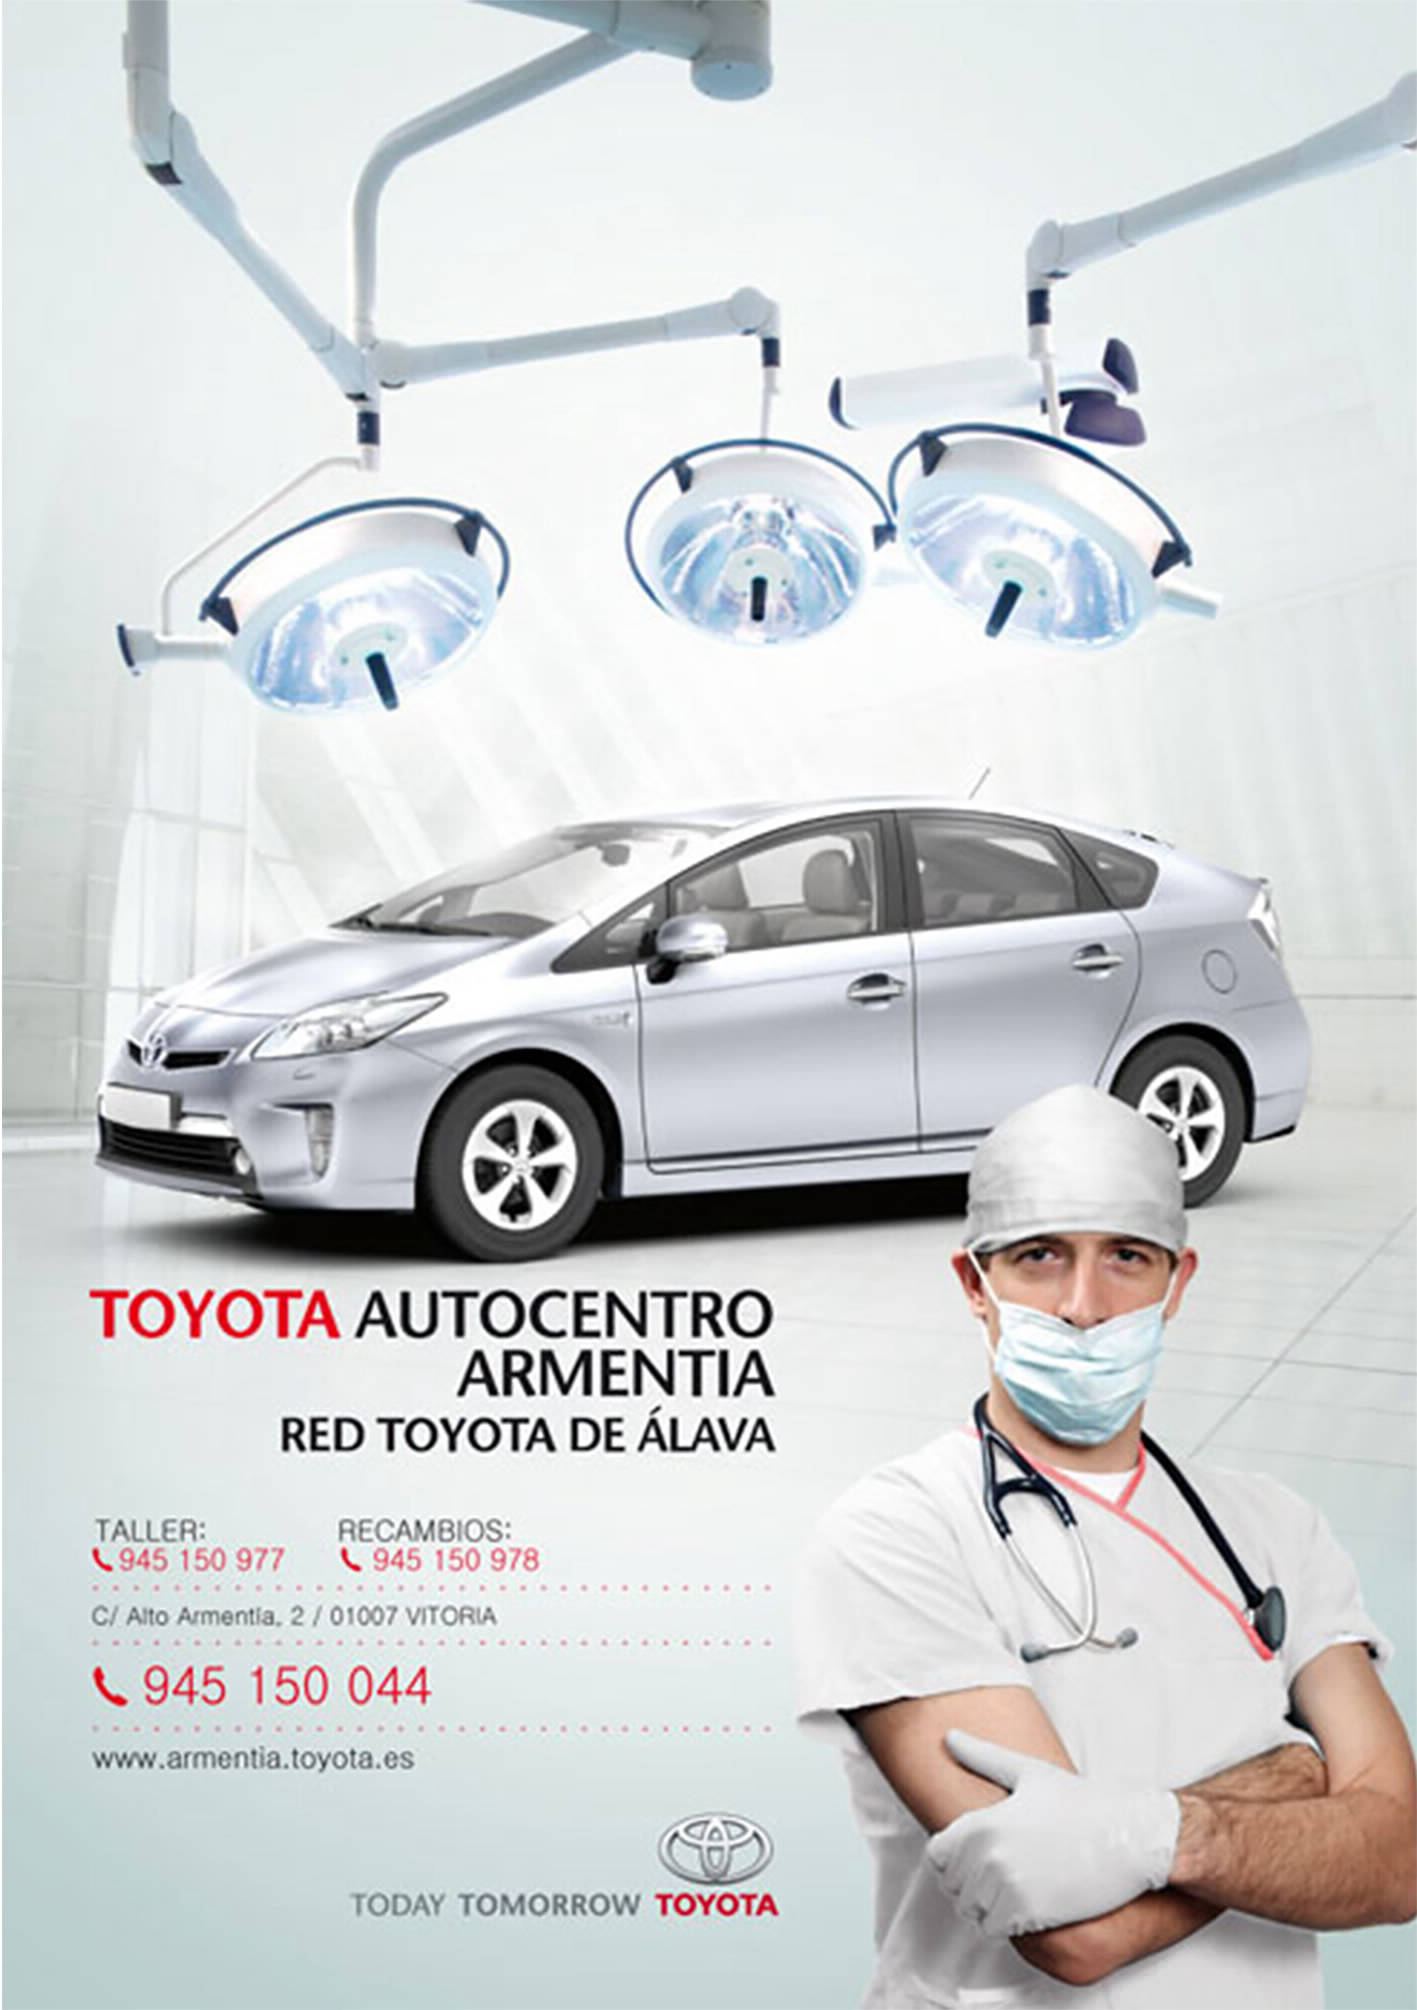 TOYOTA AUTOCENTRO
ARMENTIA
RED TOYOTA DE ÁLAVA
TALLER: RECAMBIOS:
945 150 977 945 150 978
C/ Alto Armentia, 2 / 01007 VITORIA
945 150 044
www.armentia.toyota.es
TODAY TOMORROW TOYOTA